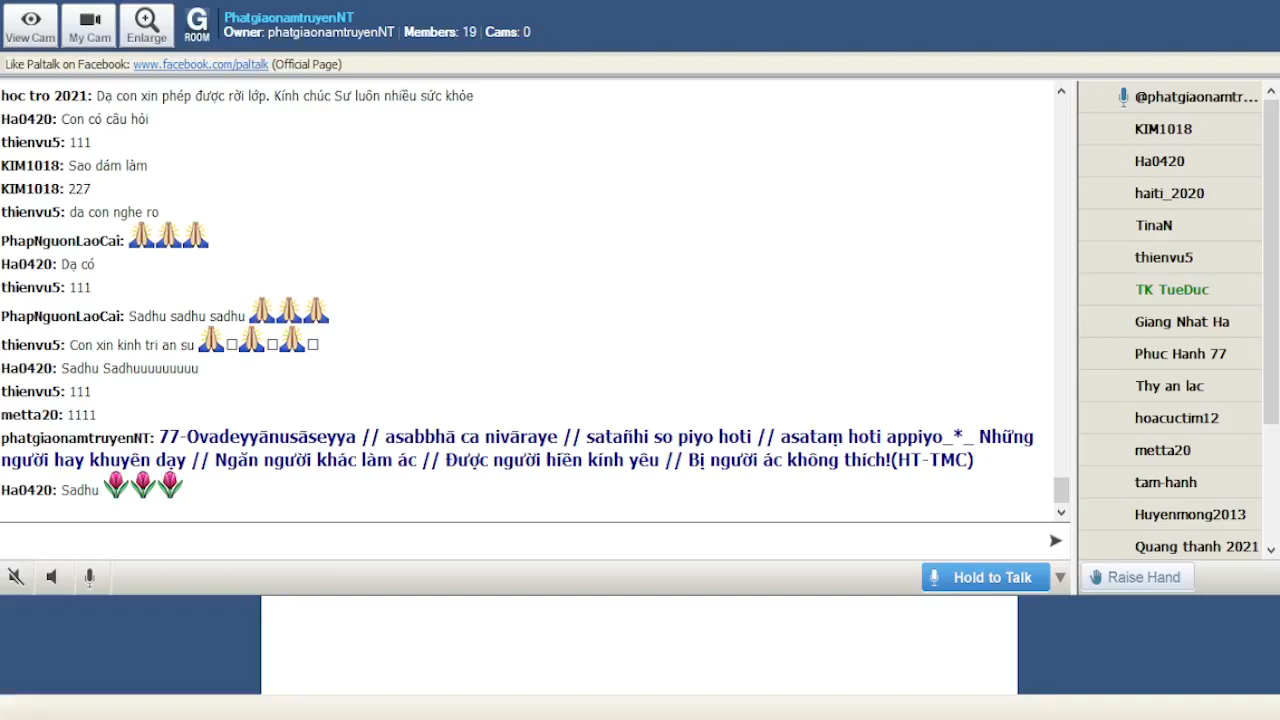 View Cam
My Cam
Enlarge
G
ROOM
PhatgiaonamtruyenNT
Owner: phatgiaonamtruyenNT | Members: 19 | Cams: 0
Like Paltalk on Facebook: www.facebook.com/paltalk (Official Page)
hoc tro 2021: Dạ con xin phép được rời lớp. Kính chúc Sư luôn nhiều sức khỏe
Ha0420: Con có câu hỏi
thienvu5: 111
KIM1018: Sao dám làm
KIM1018: 227
thienvu5: da con nghe ro
PhapNguonLaoCai:
Ha0420: Dạ có
thienvu5: 111
PhapNguonLaoCai: Sadhu sadhu sadhu
thienvu5: Con xin kinh tri an su
Ha0420: Sadhu Sadhuuuuuuuuu
thienvu5: 111
metta20: 1111
phatgiaonamtruyenNT: 77-Ovadeyyānusāseyya // asabbhā ca nivāraye // satañhi so piyo hoti // asataṃ hoti appiyo_*_ Những
người hay khuyên dạy // Ngăn người khác làm ác // Được người hiền kính yêu // Bị người ác không thích!(HT-TMC)
Ha0420: Sadhu
@phatgiaonamtr...
KIM1018
Ha0420
haiti_2020
TinaN
thienvu5
TK TueDuc
Giang Nhat Ha
Phuc Hanh 77
Thy an lac
hoacuctim12
metta20
tam-hanh
Huyenmong2013
Quang thanh 2021
Hold to Talk
Raise Hand